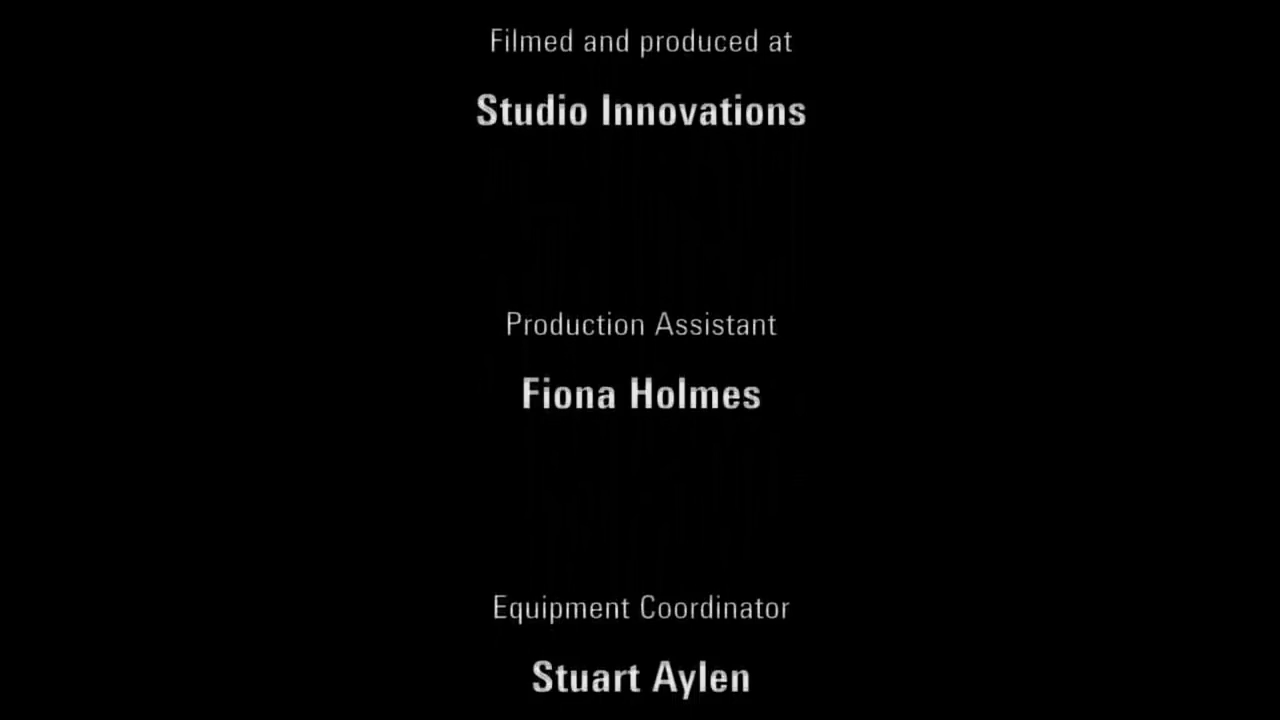 Filmed and produced at
Studio Innovations
Production Assistant
Fiona Holmes
Equipment Coordinator
Stuart Aylen